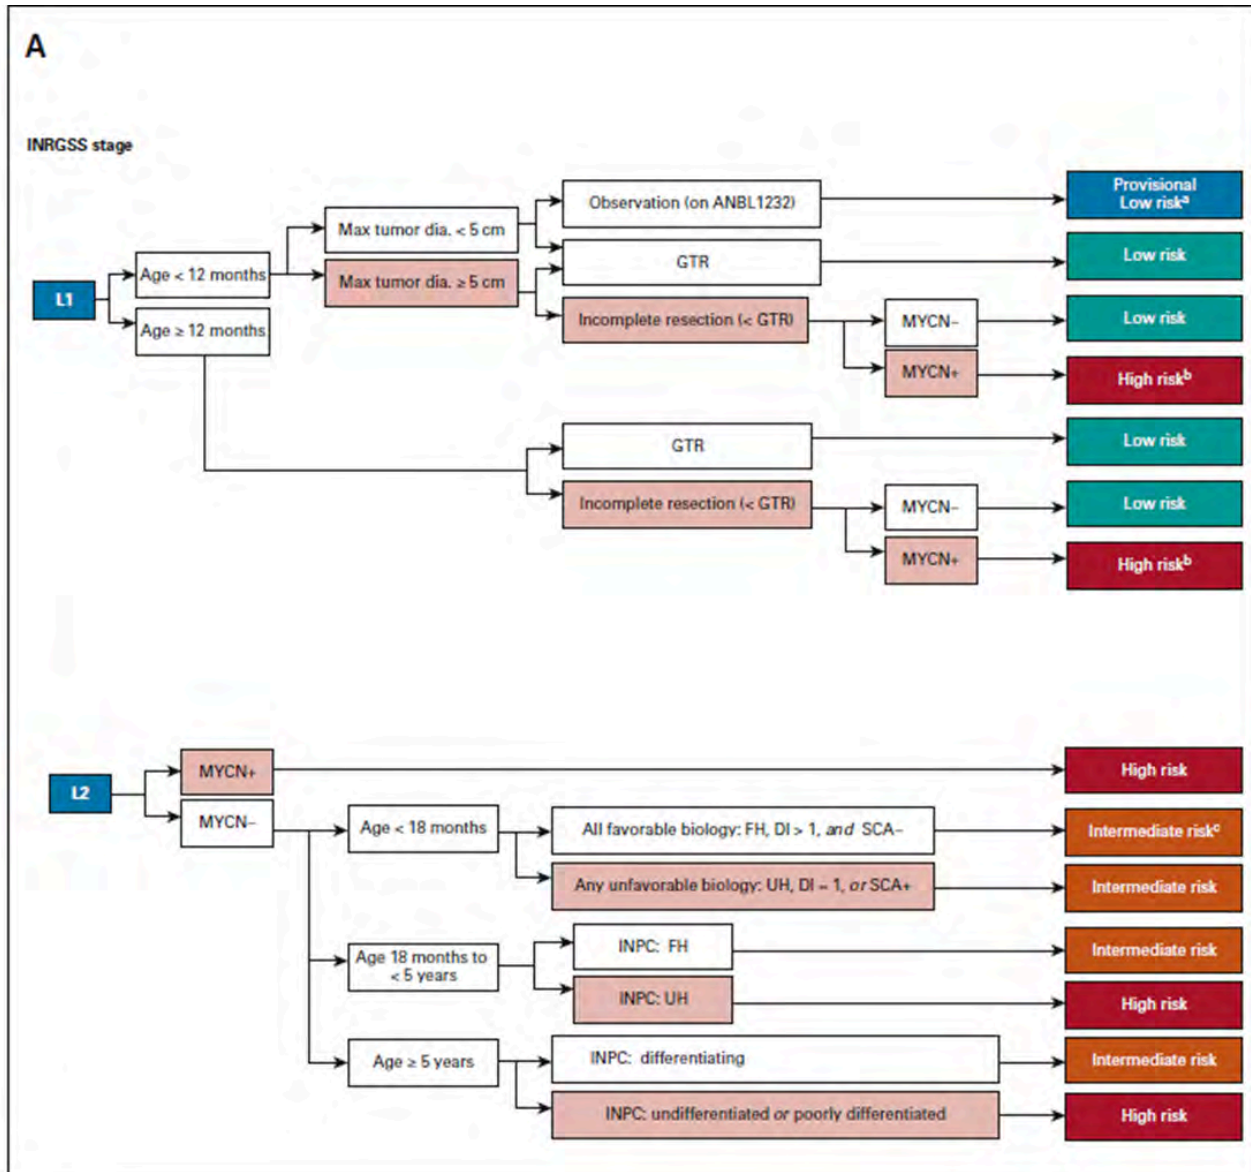 A
INRGSS stage
L1
Age < 12 months
Age ≥ 12 months
Max tumor dia. < 5 cm
Max tumor dia. ≥ 5 cm
Observation (on ANBL1232)
Provisional
Low riskᵃ
GTR
Low risk
Incomplete resection (< GTR)
MYCN–
Low risk
MYCN+
High riskᵇ
GTR
Low risk
Incomplete resection (< GTR)
MYCN–
Low risk
MYCN+
High riskᵇ
L2
MYCN+
High risk
MYCN–
Age < 18 months
All favorable biology: FH, DI > 1, and SCA–
Intermediate riskᶜ
Any unfavorable biology: UH, DI – 1, or SCA+
Intermediate risk
Age 18 months to
< 5 years
INPC: FH
Intermediate risk
INPC: UH
High risk
Age ≥ 5 years
INPC: differentiating
Intermediate risk
INPC: undifferentiated or poorly differentiated
High risk